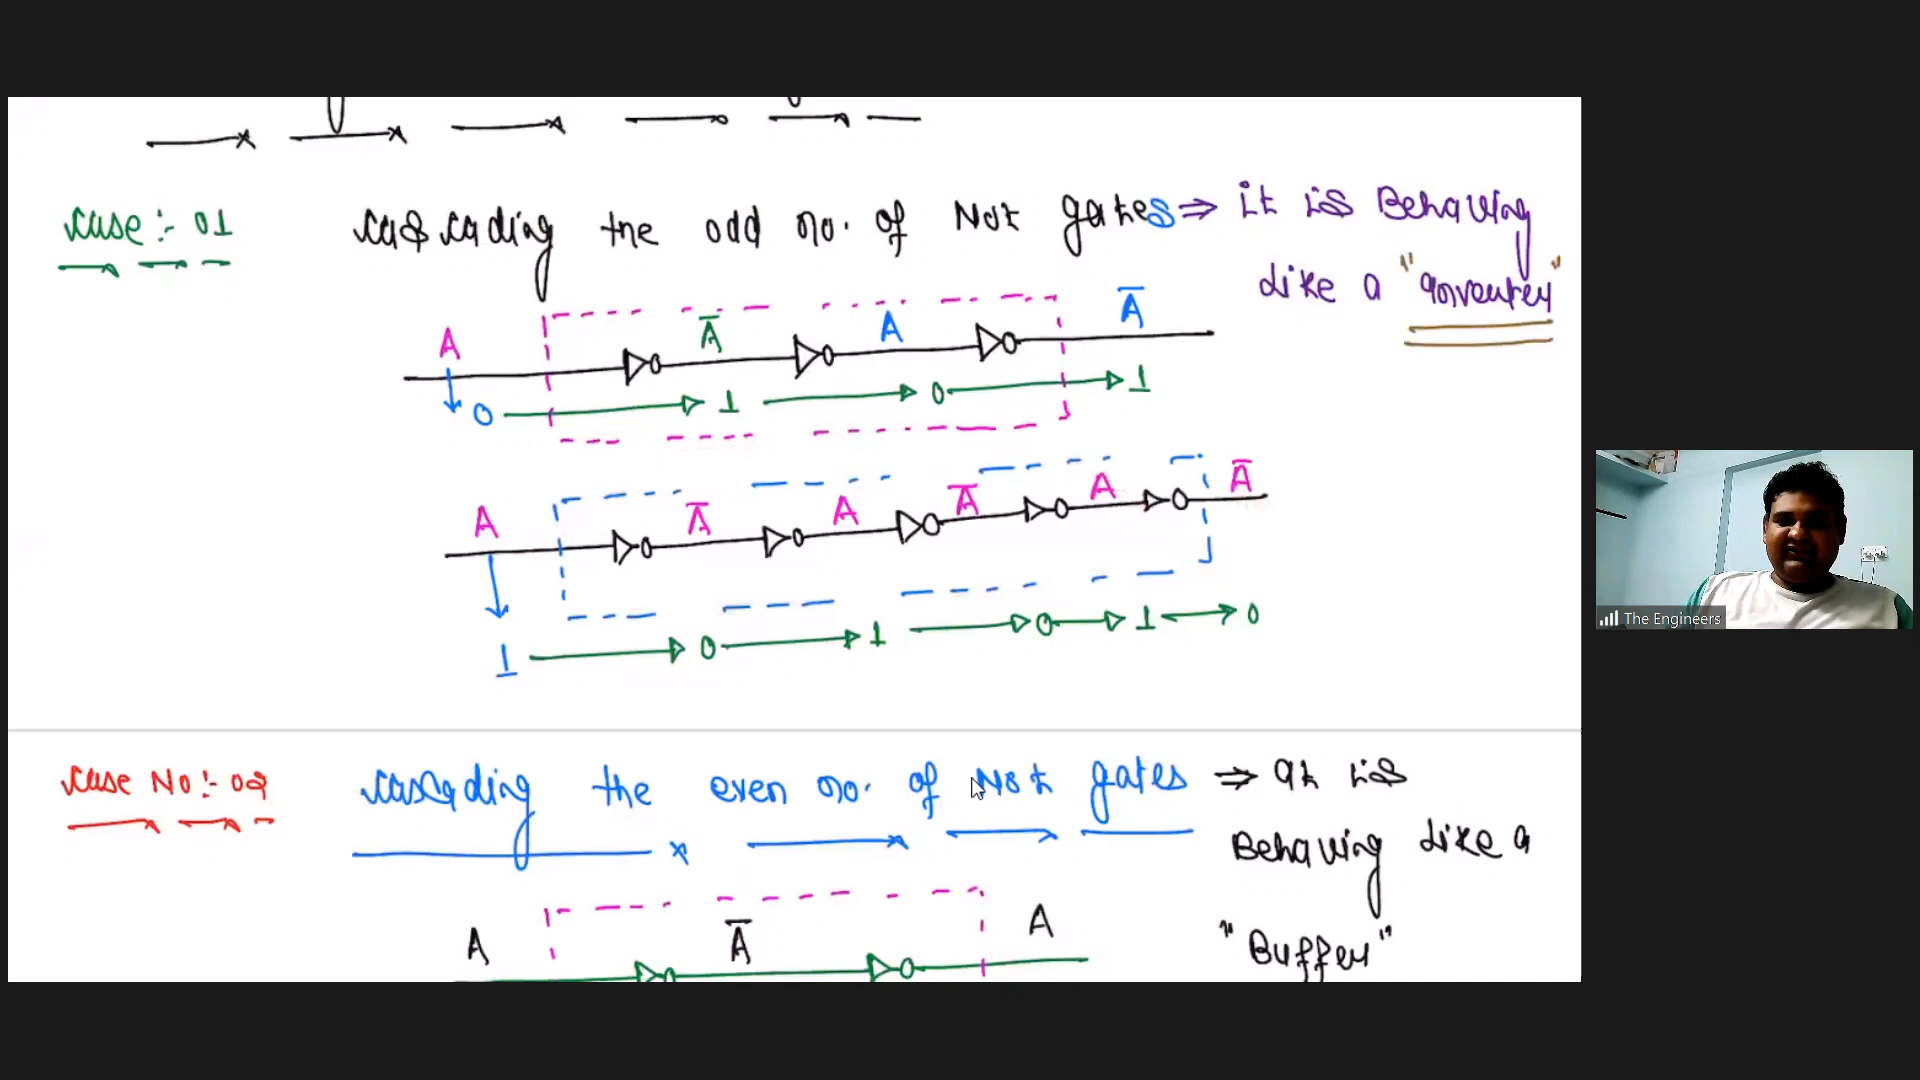 Case :- 01
Cascading the odd no. of Not gates ⇒ it is Behaving
Like a "Inverter"
A Ā A Ā
0 1 0 1
A Ā A Ā A Ā
1 0 1 0 1 0
The Engineers
Case No :- 02
Cascading the even no. of Not gates ⇒ It is
Behaving Like a
"Buffer"
A Ā A